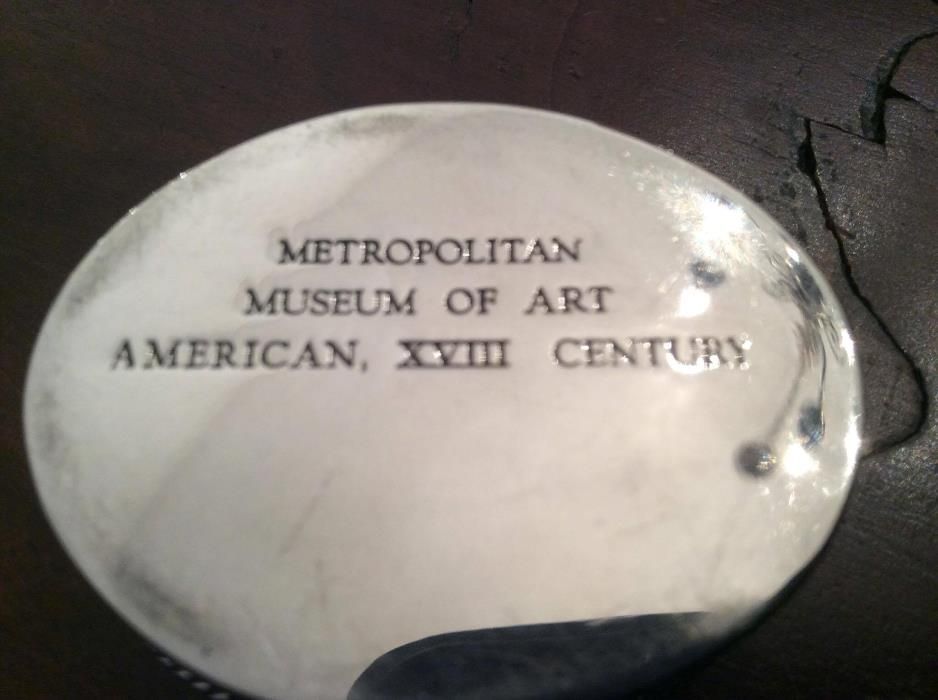 METROPOLITAN
MUSEUM OF ART
AMERICAN, XVIII CENTURY